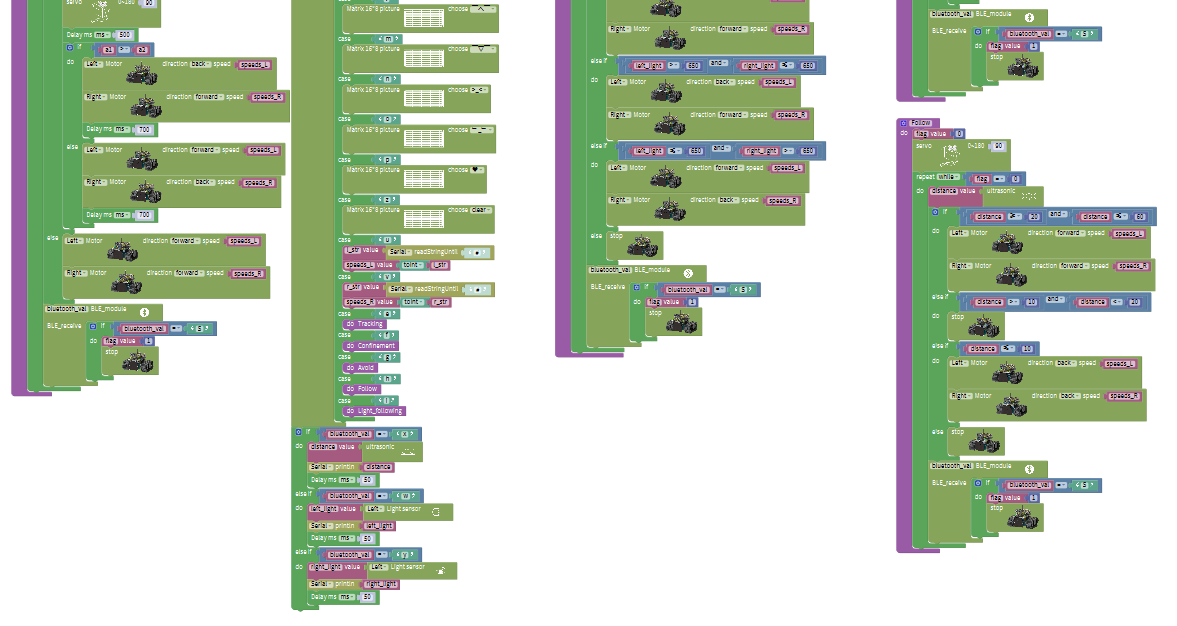 servo 0~180 90
Delay ms ms 500
if a1 > a2
do Left Motor direction back speed speeds_L
Right Motor direction forward speed speeds_R
Delay ms ms 700
else Left Motor direction forward speed speeds_L
Right Motor direction back speed speeds_R
Delay ms ms 700
else Left Motor direction forward speed speeds_L
Right Motor direction forward speed speeds_R
bluetooth_val BLE_module
BLE_receive if bluetooth_val = 'S'
do flag value 1
stop
Matrix 16*8 picture choose
case 'm'
Matrix 16*8 picture choose
case 'n'
Matrix 16*8 picture choose
case 'o'
Matrix 16*8 picture choose
case 'p'
Matrix 16*8 picture choose
case 'z'
Matrix 16*8 picture choose clear
case 'u'
l_str value Serial readStringUntil
speeds_L value toInt l_str
case 'v'
r_str value Serial readStringUntil
speeds_R value toInt r_str
case 'e'
do Tracking
case 'f'
do Confinement
case 'g'
do Avoid
case 'h'
do Follow
case 'i'
do Light_following
if bluetooth_val = 'x'
do distance value ultrasonic
Serial println distance
Delay ms ms 50
else if bluetooth_val = 'w'
do left_light value Left Light sensor
Serial println left_light
Delay ms ms 50
else if bluetooth_val = 'y'
do right_light value Left Light sensor
Serial println right_light
Delay ms ms 50
Right Motor direction forward speed speeds_R
else if left_light > 650 and right_light ≤ 650
do Left Motor direction back speed speeds_L
Right Motor direction forward speed speeds_R
else if left_light ≤ 650 and right_light > 650
do Left Motor direction forward speed speeds_L
Right Motor direction back speed speeds_R
else stop
bluetooth_val BLE_module
BLE_receive if bluetooth_val = 'S'
do flag value 1
stop
bluetooth_val BLE_module
BLE_receive if bluetooth_val = 'S'
do flag value 1
stop
Follow
do flag value 0
servo 0~180 90
repeat while flag = 0
do distance value ultrasonic
if distance ≥ 20 and distance ≤ 60
do Left Motor direction forward speed speeds_L
Right Motor direction forward speed speeds_R
else if distance > 10 and distance < 20
do stop
else if distance ≤ 10
do Left Motor direction back speed speeds_L
Right Motor direction back speed speeds_R
else stop
bluetooth_val BLE_module
BLE_receive if bluetooth_val = 'S'
do flag value 1
stop